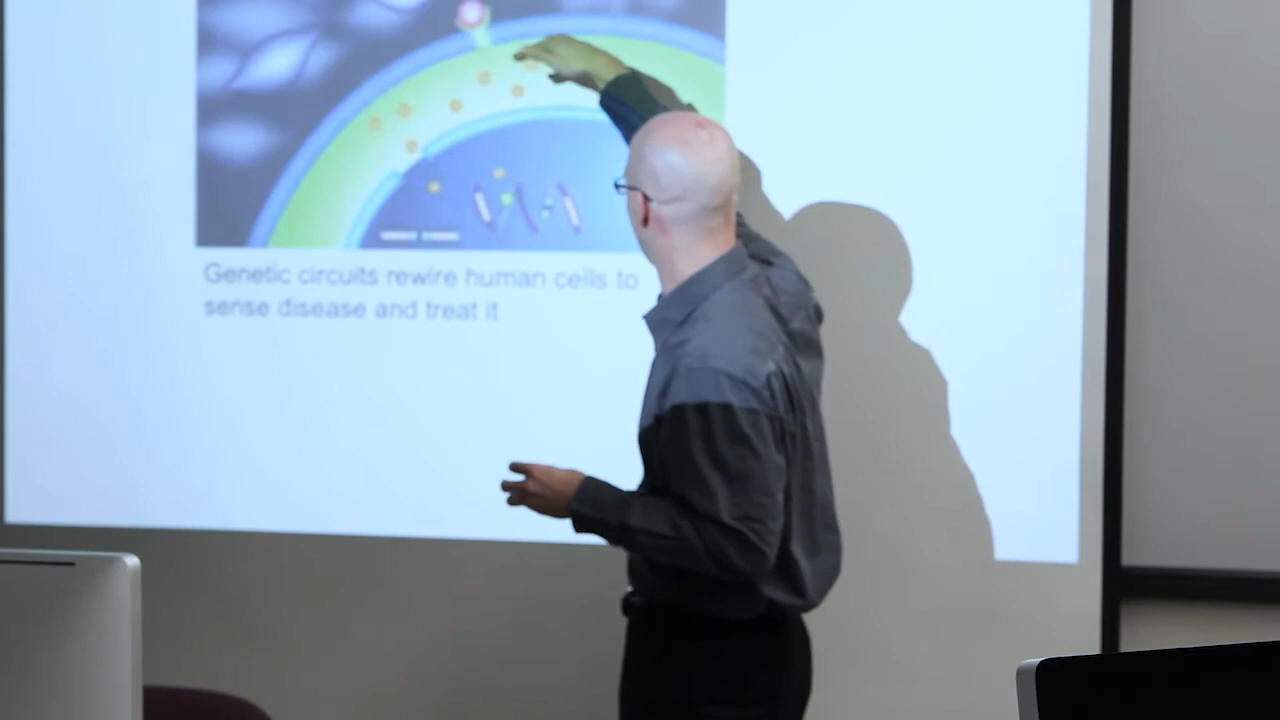 Genetic circuits rewire human cells to
sense disease and treat it